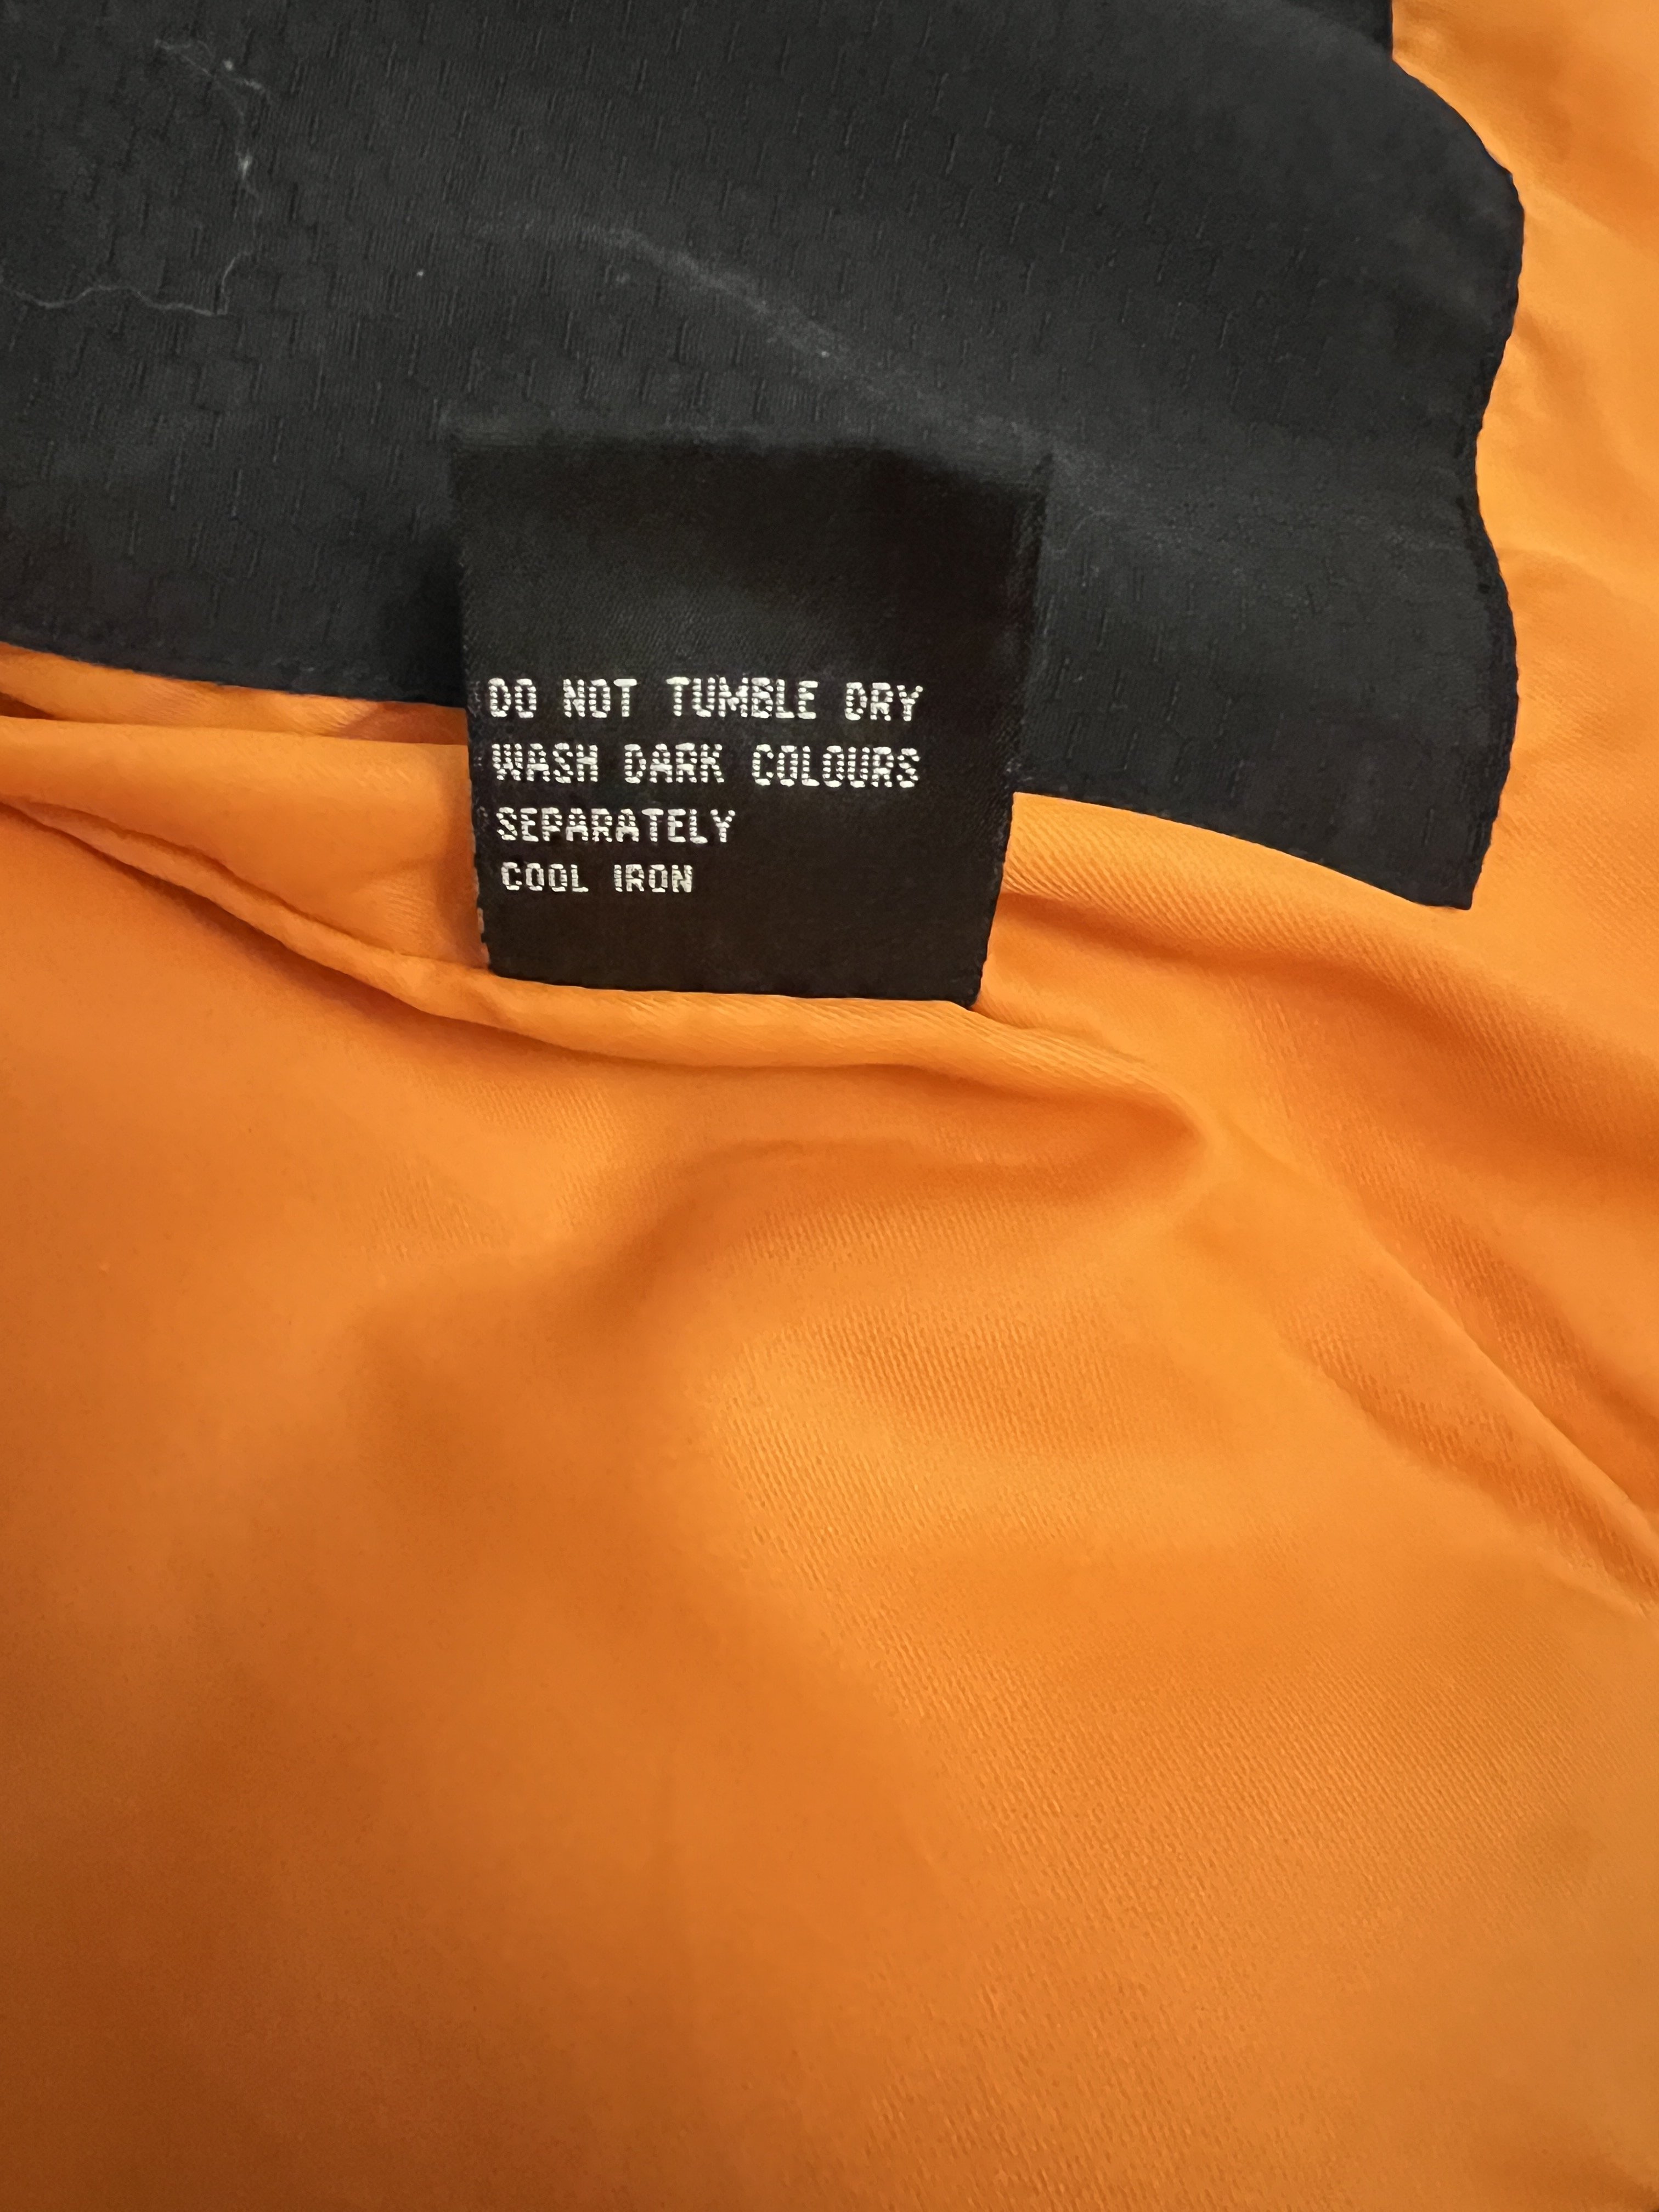 DO NOT TUMBLE DRY
WASH DARK COLOURS
SEPARATELY
COOL IRON